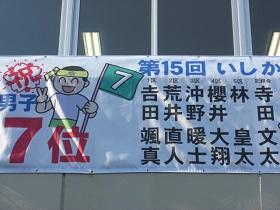 祝
男子
7位
7
第15回 いしか
1区 2区 3区 4区 5区
吉田颯真
荒井直人
沖野暖士
櫻井大翔
林 皇太
寺田文太